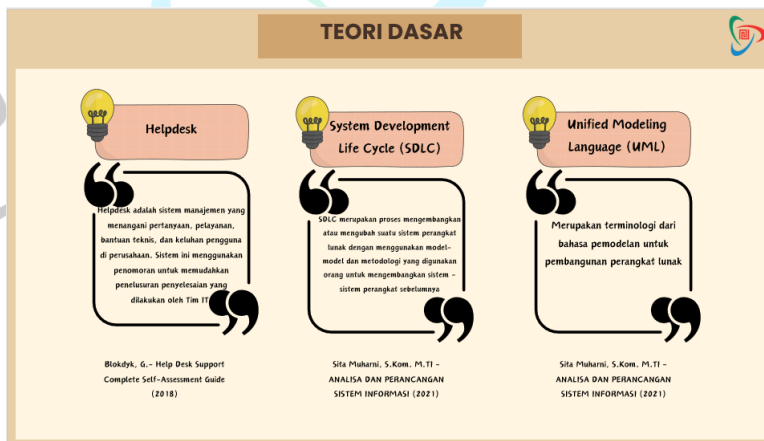 TEORI DASAR
Helpdesk
Helpdesk adalah sistem manajemen yang
menangani pertanyaan, pelayanan,
bantuan teknis, dan keluhan pengguna
di perusahaan. Sistem ini menggunakan
penomoran untuk memudahkan
penelusuran penyelesaian yang
dilakukan oleh Tim IT
Blokdyk, G.- Help Desk Support
Complete Self-Assessment Guide
(2018)
System Development
Life Cycle (SDLC)
SDLC merupakan proses mengembangkan
atau mengubah suatu sistem perangkat
lunak dengan menggunakan model-
model dan metodologi yang digunakan
orang untuk mengembangkan sistem -
sistem perangkat sebelumnya
Sita Muharni, S.Kom, M.TI -
ANALISA DAN PERANCANGAN
SISTEM INFORMASI (2021)
Unified Modeling
Language (UML)
Merupakan terminologi dari
bahasa pemodelan untuk
pembangunan perangkat lunak
Sita Muharni, S.Kom, M.TI -
ANALISA DAN PERANCANGAN
SISTEM INFORMASI (2021)